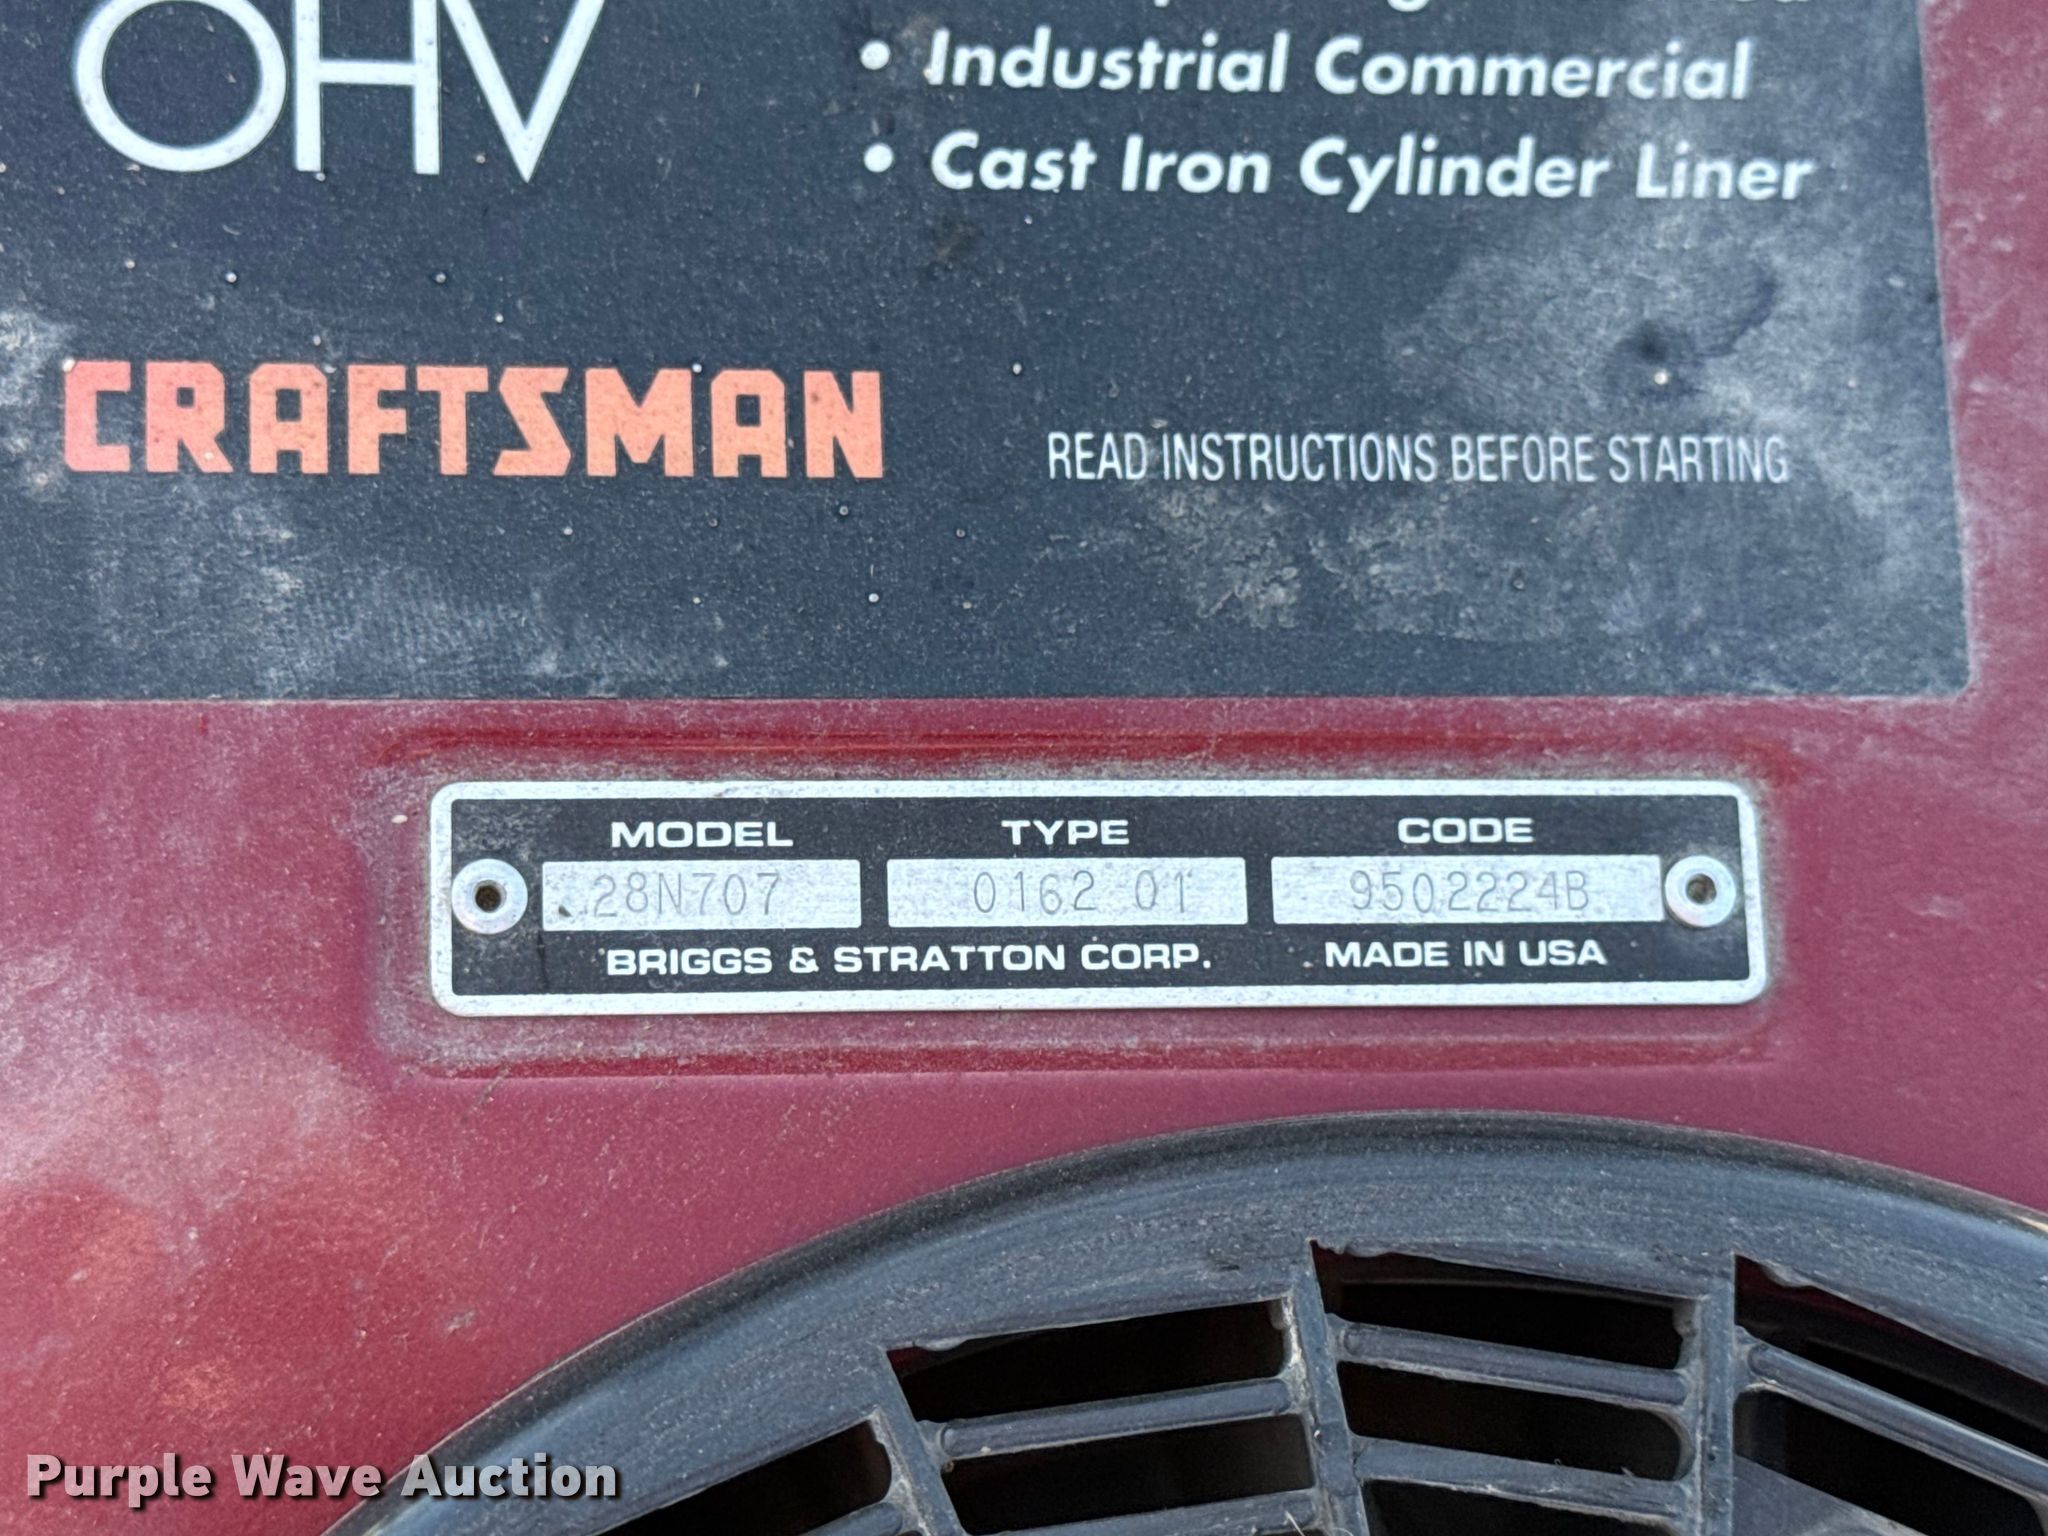 OHV
• Industrial Commercial
• Cast Iron Cylinder Liner
CRAFTSMAN
READ INSTRUCTIONS BEFORE STARTING
MODEL TYPE CODE
28N707 0162 01 9502224B
BRIGGS & STRATTON CORP. MADE IN USA
Purple Wave Auction